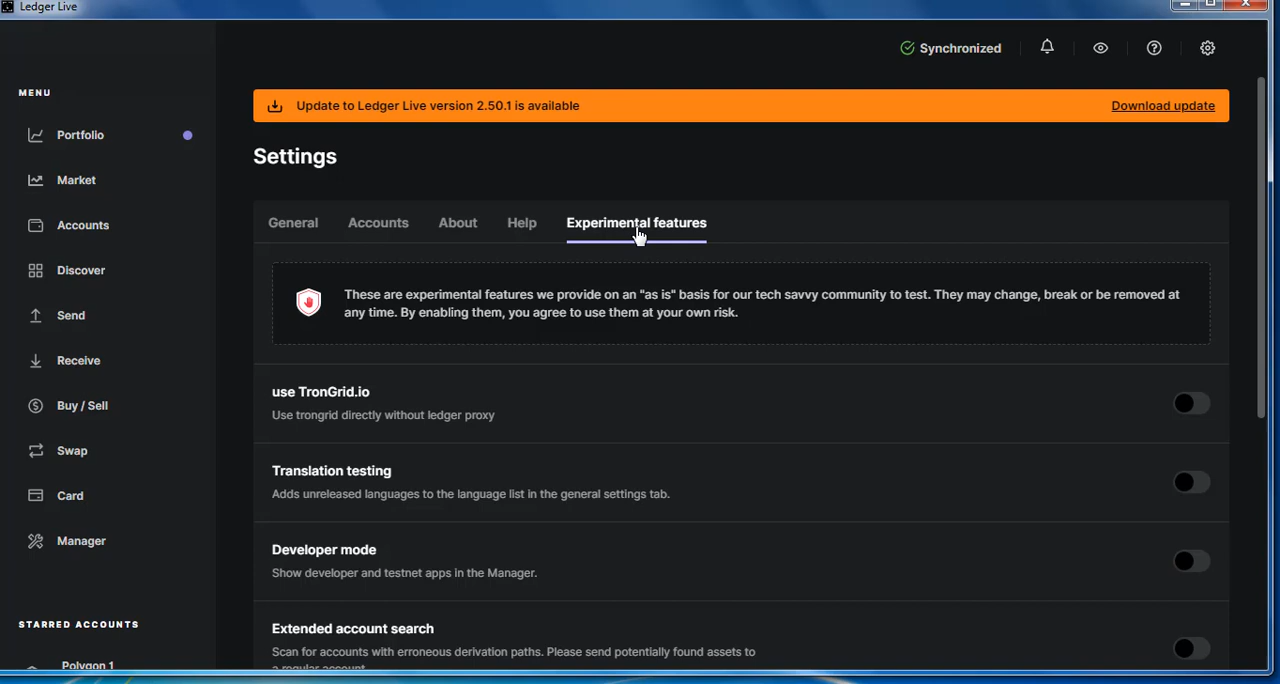 Ledger Live
Synchronized
MENU
Update to Ledger Live version 2.50.1 is available
Download update
Portfolio
Settings
Market
General
Accounts
About
Help
Experimental features
Accounts
Discover
These are experimental features we provide on an "as is" basis for our tech savvy community to test. They may change, break or be removed at
any time. By enabling them, you agree to use them at your own risk.
Send
Receive
use TronGrid.io
Use trongrid directly without ledger proxy
Buy / Sell
Swap
Translation testing
Adds unreleased languages to the language list in the general settings tab.
Card
Manager
Developer mode
Show developer and testnet apps in the Manager.
STARRED ACCOUNTS
Extended account search
Scan for accounts with erroneous derivation paths. Please send potentially found assets to
a regular account.
Polygon 1